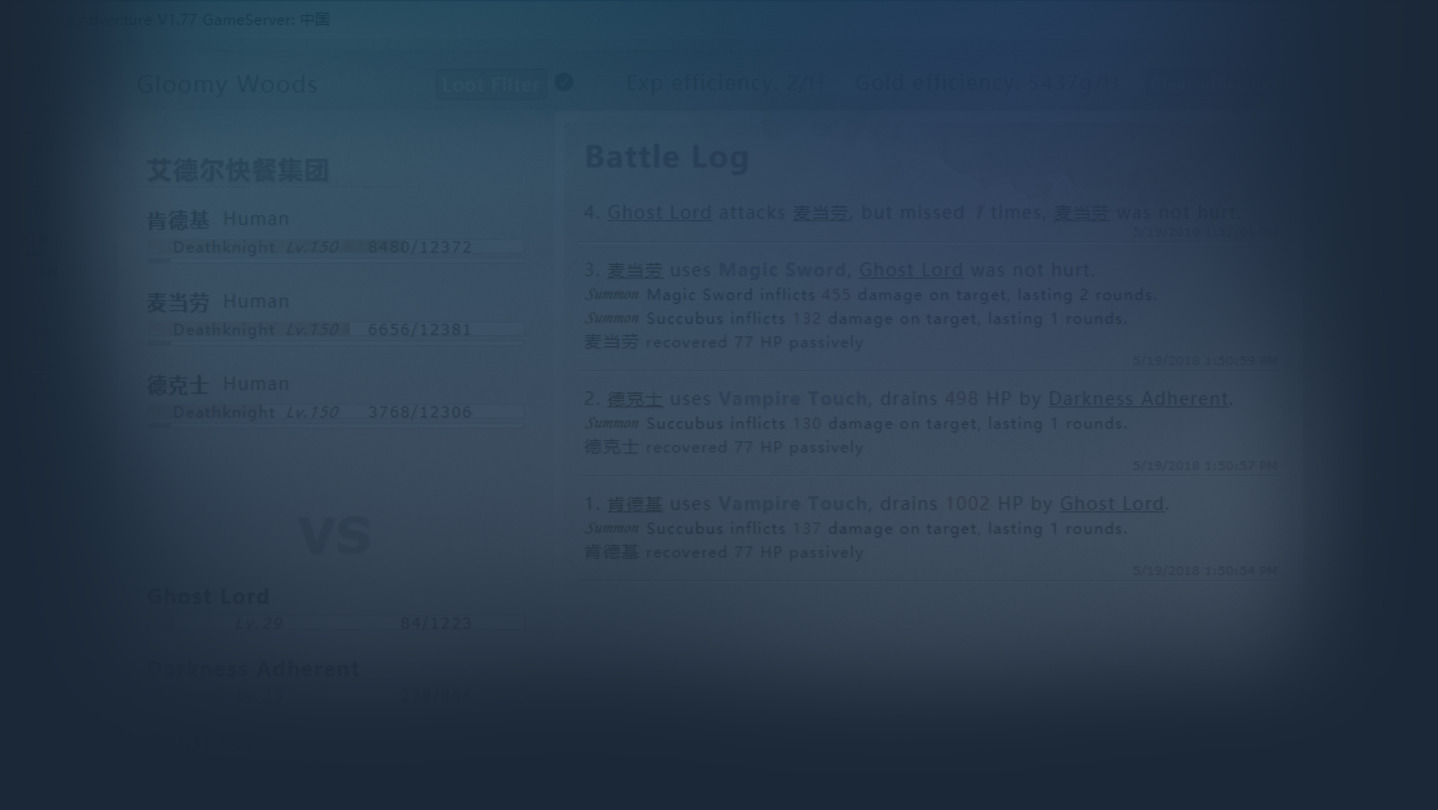 Adventure V1.77 GameServer: 中国
Gloomy Woods
Loot Filter
Exp efficiency: 2/H
Gold efficiency: 5437g/H
艾德尔快餐集团
肯德基 Human
Deathknight Lv.150 8480/12372
麦当劳 Human
Deathknight Lv.150 6656/12381
德克士 Human
Deathknight Lv.150 3768/12306
VS
Ghost Lord
Lv.29 84/1223
Darkness Adherent
Battle Log
4. Ghost Lord attacks 麦当劳, but missed 1 times, 麦当劳 was not hurt.
3. 麦当劳 uses Magic Sword, Ghost Lord was not hurt.
Summon Magic Sword inflicts 455 damage on target, lasting 2 rounds.
Summon Succubus inflicts 132 damage on target, lasting 1 rounds.
麦当劳 recovered 77 HP passively
5/19/2018 1:50:59 PM
2. 德克士 uses Vampire Touch, drains 498 HP by Darkness Adherent.
Summon Succubus inflicts 130 damage on target, lasting 1 rounds.
德克士 recovered 77 HP passively
5/19/2018 1:50:57 PM
1. 肯德基 uses Vampire Touch, drains 1002 HP by Ghost Lord.
Summon Succubus inflicts 137 damage on target, lasting 1 rounds.
肯德基 recovered 77 HP passively
5/19/2018 1:50:54 PM